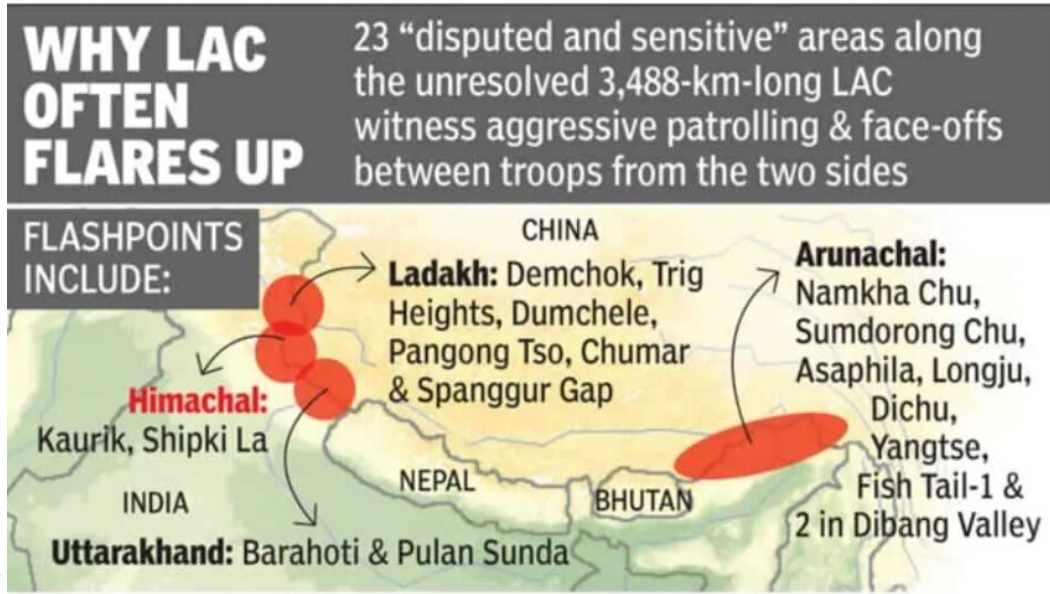 WHY LAC
OFTEN
FLARES UP
23 “disputed and sensitive” areas along
the unresolved 3,488-km-long LAC
witness aggressive patrolling & face-offs
between troops from the two sides
FLASHPOINTS
INCLUDE:
CHINA
Ladakh: Demchok, Trig
Heights, Dumchele,
Pangong Tso, Chumar
& Spanggur Gap
Arunachal:
Namkha Chu,
Sumdorong Chu,
Asaphila, Longju,
Dichu,
Yangtse,
Fish Tail-1 &
2 in Dibang Valley
Himachal:
Kaurik, Shipki La
INDIA
NEPAL
BHUTAN
Uttarakhand: Barahoti & Pulan Sunda